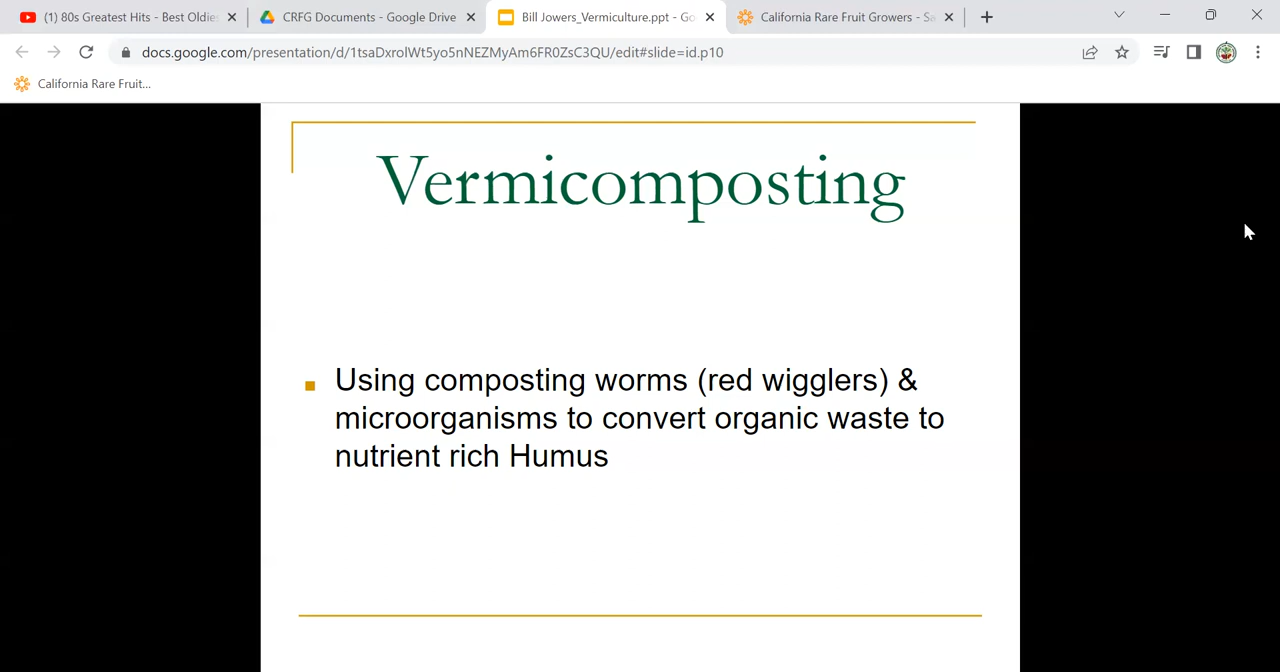 (1) 80s Greatest Hits - Best Oldies
CRFG Documents - Google Drive
Bill Jowers_Vermiculture.ppt - Go
California Rare Fruit Growers - Sa
docs.google.com/presentation/d/1tsaDxrolWt5yo5nNEZMyAm6FR0ZsC3QU/edit#slide=id.p10
California Rare Fruit...
Vermicomposting
Using composting worms (red wigglers) &
microorganisms to convert organic waste to
nutrient rich Humus